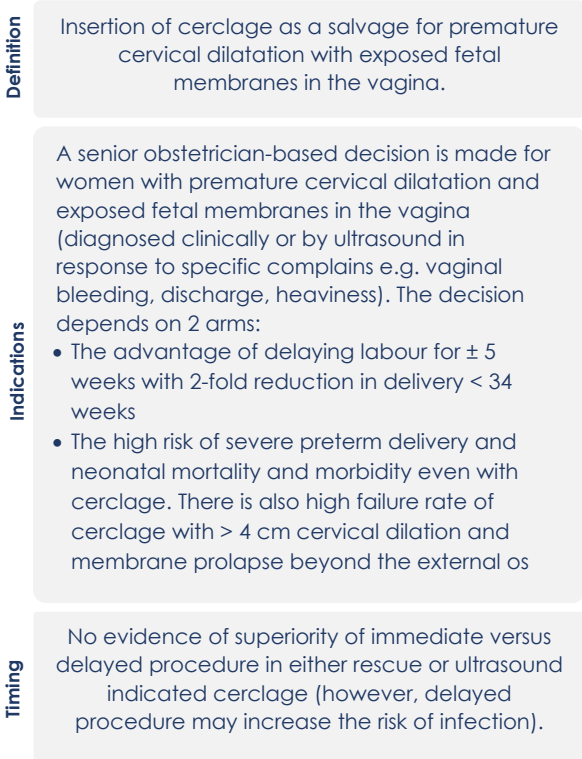 Definition
Insertion of cerclage as a salvage for premature
cervical dilatation with exposed fetal
membranes in the vagina.
Indications
A senior obstetrician-based decision is made for
women with premature cervical dilatation and
exposed fetal membranes in the vagina
(diagnosed clinically or by ultrasound in
response to specific complains e.g. vaginal
bleeding, discharge, heaviness). The decision
depends on 2 arms:
• The advantage of delaying labour for ± 5
weeks with 2-fold reduction in delivery < 34
weeks
• The high risk of severe preterm delivery and
neonatal mortality and morbidity even with
cerclage. There is also high failure rate of
cerclage with > 4 cm cervical dilation and
membrane prolapse beyond the external os
Timing
No evidence of superiority of immediate versus
delayed procedure in either rescue or ultrasound
indicated cerclage (however, delayed
procedure may increase the risk of infection).